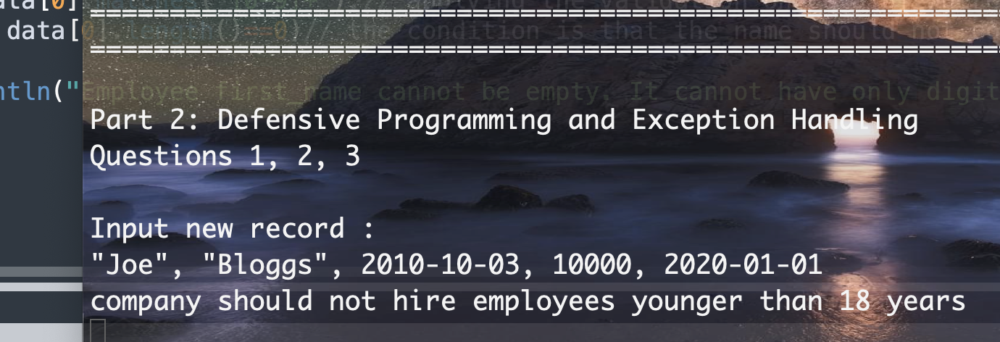 data[0]
data[0].length()==0)// the condition is that the name should no
================================================
ntln("Employee First name cannot be empty. It cannot have only digit
Part 2: Defensive Programming and Exception Handling
Questions 1, 2, 3
Input new record :
"Joe", "Bloggs", 2010-10-03, 10000, 2020-01-01
company should not hire employees younger than 18 years